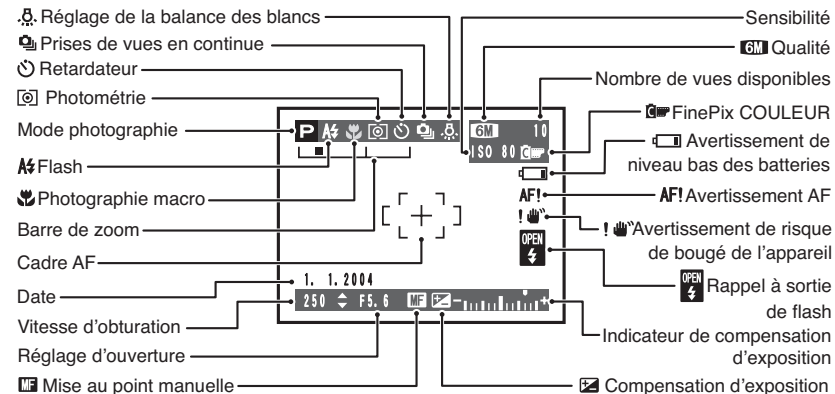 Réglage de la balance des blancs
Prises de vues en continue
Retardateur
Photométrie
Mode photographie
Flash
Photographie macro
Barre de zoom
Cadre AF
Date
Vitesse d'obturation
Réglage d'ouverture
MF Mise au point manuelle
P
6M 10
ISO 80
AF!
!
OPEN
1. 1.2004
250 F5.6 MF
Sensibilité
6M Qualité
Nombre de vues disponibles
FinePix COULEUR
Avertissement de
niveau bas des batteries
AF! Avertissement AF
! Avertissement de risque
de bougé de l'appareil
OPEN Rappel à sortie
de flash
Indicateur de compensation
d'exposition
Compensation d'exposition